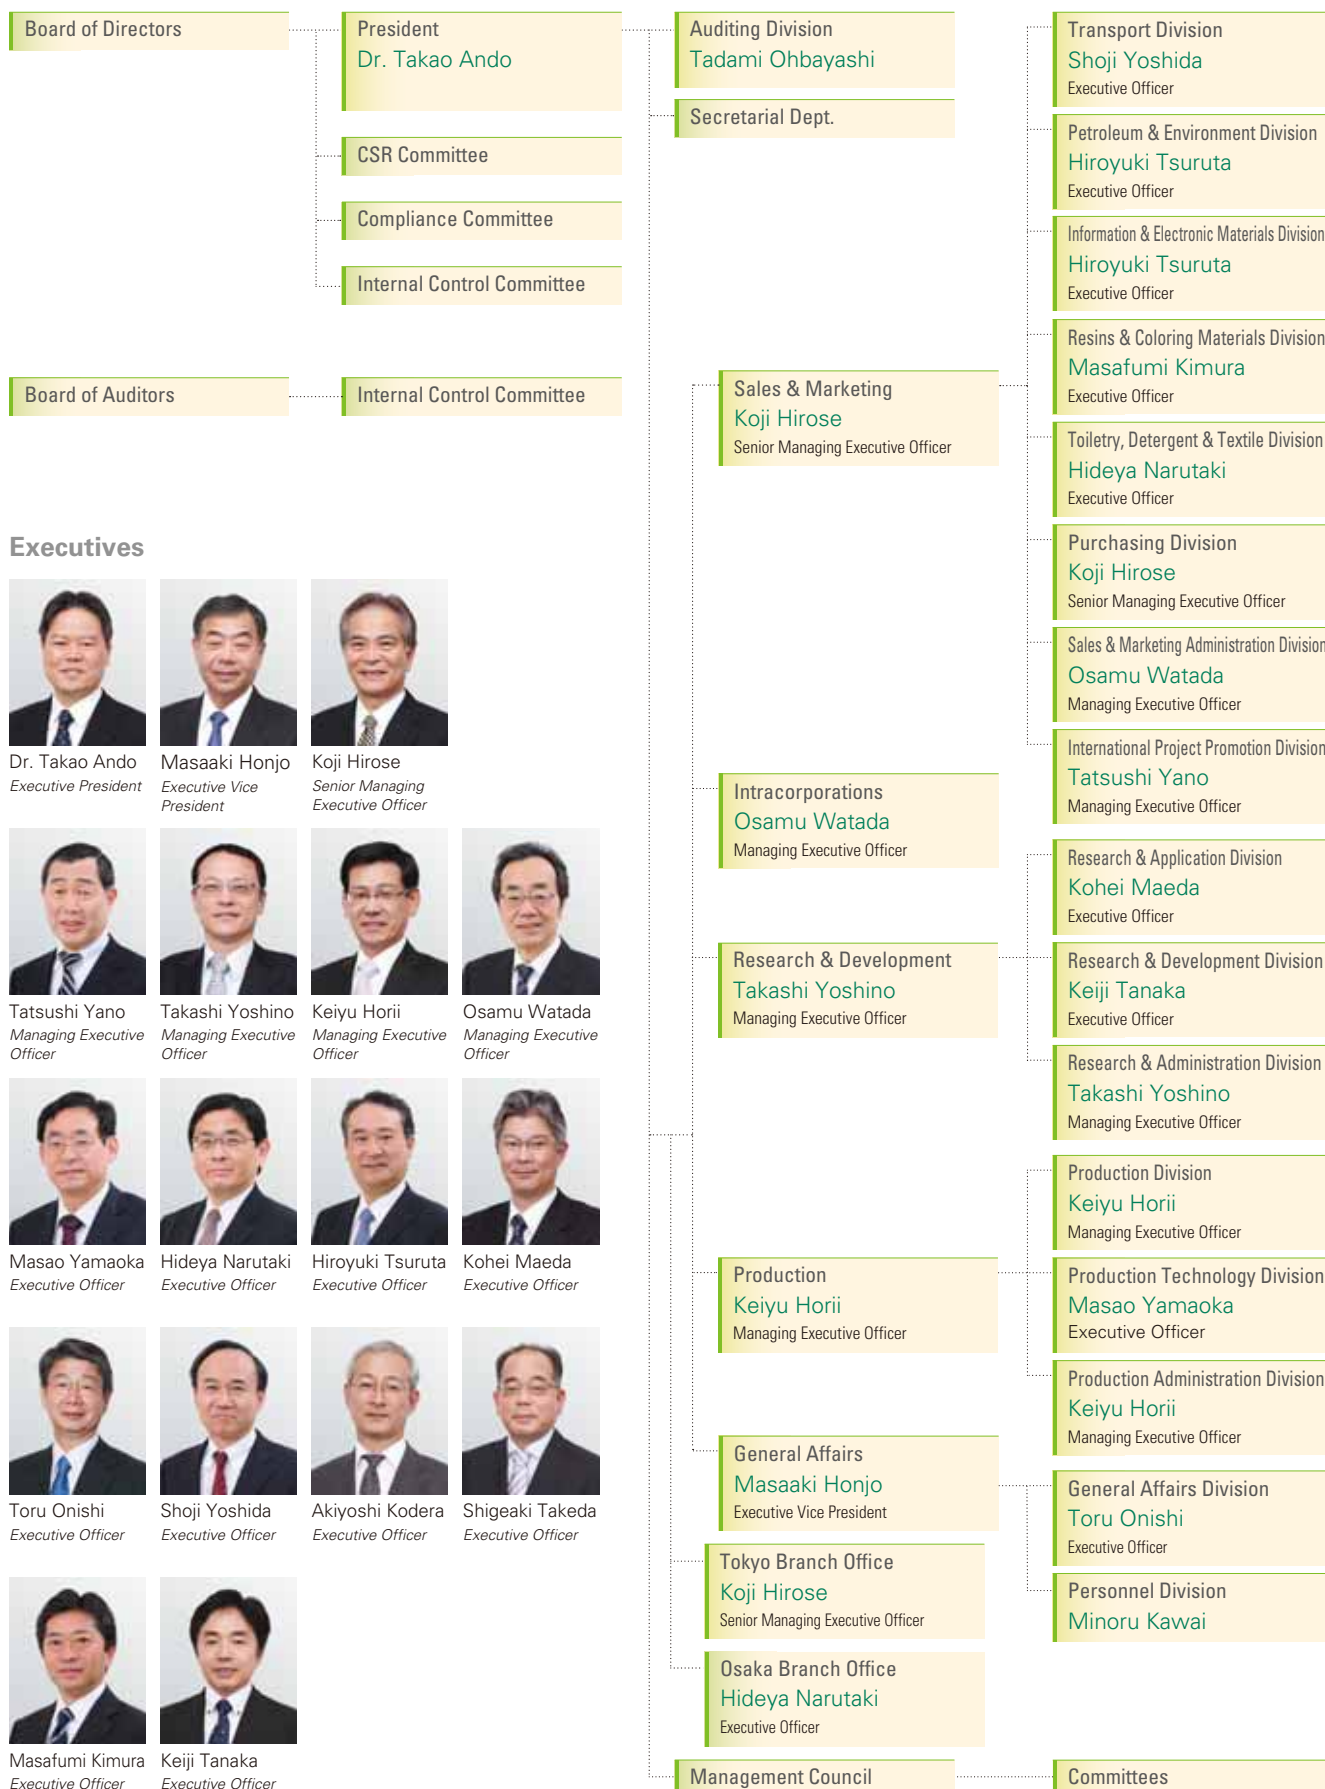 Board of Directors
President
Dr. Takao Ando
CSR Committee
Compliance Committee
Internal Control Committee
Board of Auditors
Internal Control Committee
Auditing Division
Tadami Ohbayashi
Secretarial Dept.
Sales & Marketing
Koji Hirose
Senior Managing Executive Officer
Transport Division
Shoji Yoshida
Executive Officer
Petroleum & Environment Division
Hiroyuki Tsuruta
Executive Officer
Information & Electronic Materials Division
Hiroyuki Tsuruta
Executive Officer
Resins & Coloring Materials Division
Masafumi Kimura
Executive Officer
Toiletry, Detergent & Textile Division
Hideya Narutaki
Executive Officer
Purchasing Division
Koji Hirose
Senior Managing Executive Officer
Sales & Marketing Administration Division
Osamu Watada
Managing Executive Officer
International Project Promotion Division
Tatsushi Yano
Managing Executive Officer
Intracorporations
Osamu Watada
Managing Executive Officer
Research & Development
Takashi Yoshino
Managing Executive Officer
Research & Application Division
Kohei Maeda
Executive Officer
Research & Development Division
Keiji Tanaka
Executive Officer
Research & Administration Division
Takashi Yoshino
Managing Executive Officer
Production
Keiyu Horii
Managing Executive Officer
Production Division
Keiyu Horii
Managing Executive Officer
Production Technology Division
Masao Yamaoka
Executive Officer
Production Administration Division
Keiyu Horii
Managing Executive Officer
General Affairs
Masaaki Honjo
Executive Vice President
General Affairs Division
Toru Onishi
Executive Officer
Personnel Division
Minoru Kawai
Tokyo Branch Office
Koji Hirose
Senior Managing Executive Officer
Osaka Branch Office
Hideya Narutaki
Executive Officer
Management Council
Committees
Executives
Dr. Takao Ando
Executive President
Masaaki Honjo
Executive Vice
President
Koji Hirose
Senior Managing
Executive Officer
Tatsushi Yano
Managing Executive
Officer
Takashi Yoshino
Managing Executive
Officer
Keiyu Horii
Managing Executive
Officer
Osamu Watada
Managing Executive
Officer
Masao Yamaoka
Executive Officer
Hideya Narutaki
Executive Officer
Hiroyuki Tsuruta
Executive Officer
Kohei Maeda
Executive Officer
Toru Onishi
Executive Officer
Shoji Yoshida
Executive Officer
Akiyoshi Kodera
Executive Officer
Shigeaki Takeda
Executive Officer
Masafumi Kimura
Executive Officer
Keiji Tanaka
Executive Officer